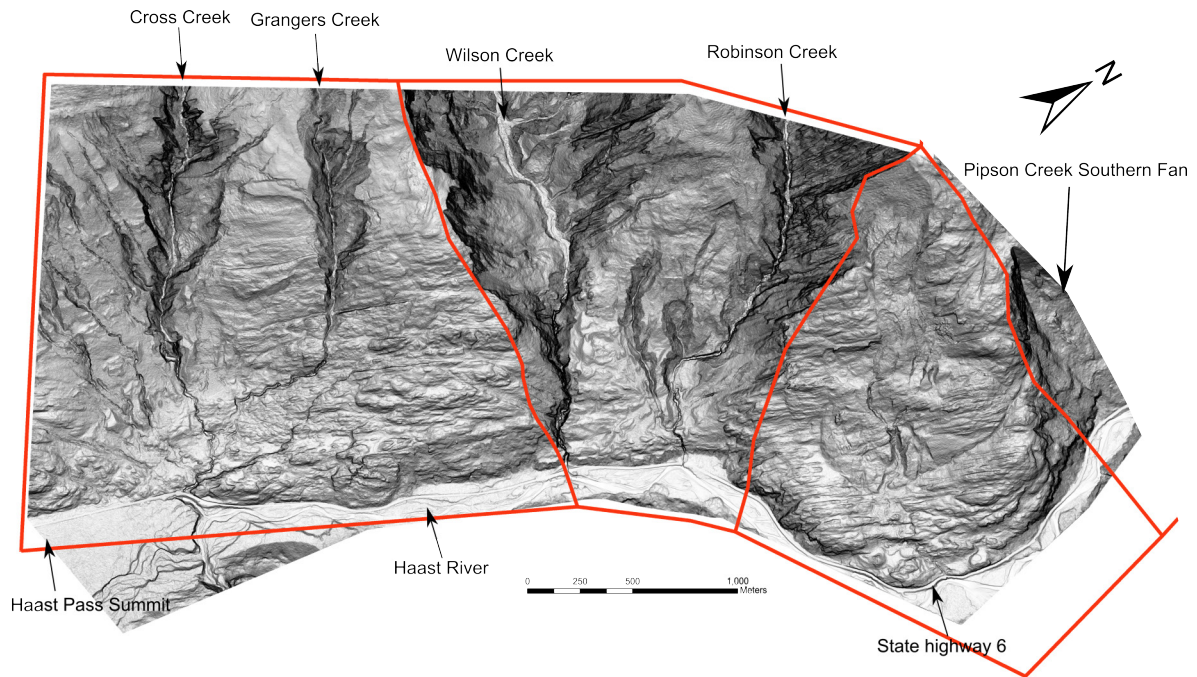 Cross Creek
Grangers Creek
Wilson Creek
Robinson Creek
N
Pipson Creek Southern Fan
Haast River
0 250 500 1,000
Meters
Haast Pass Summit
State highway 6